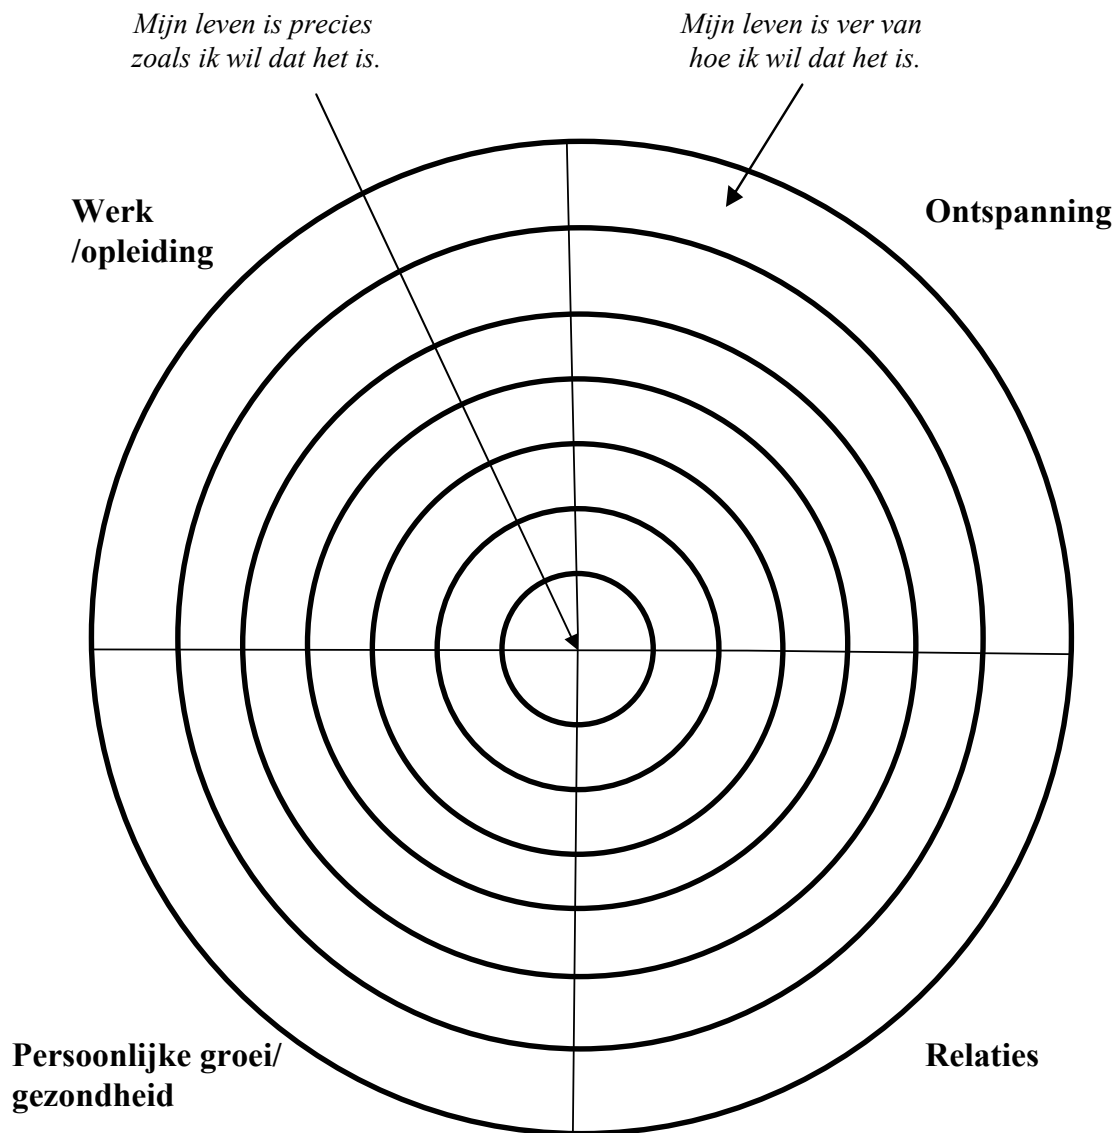 Mijn leven is precies
zoals ik wil dat het is.
Mijn leven is ver van
hoe ik wil dat het is.
Werk
/opleiding
Ontspanning
Persoonlijke groei/
gezondheid
Relaties